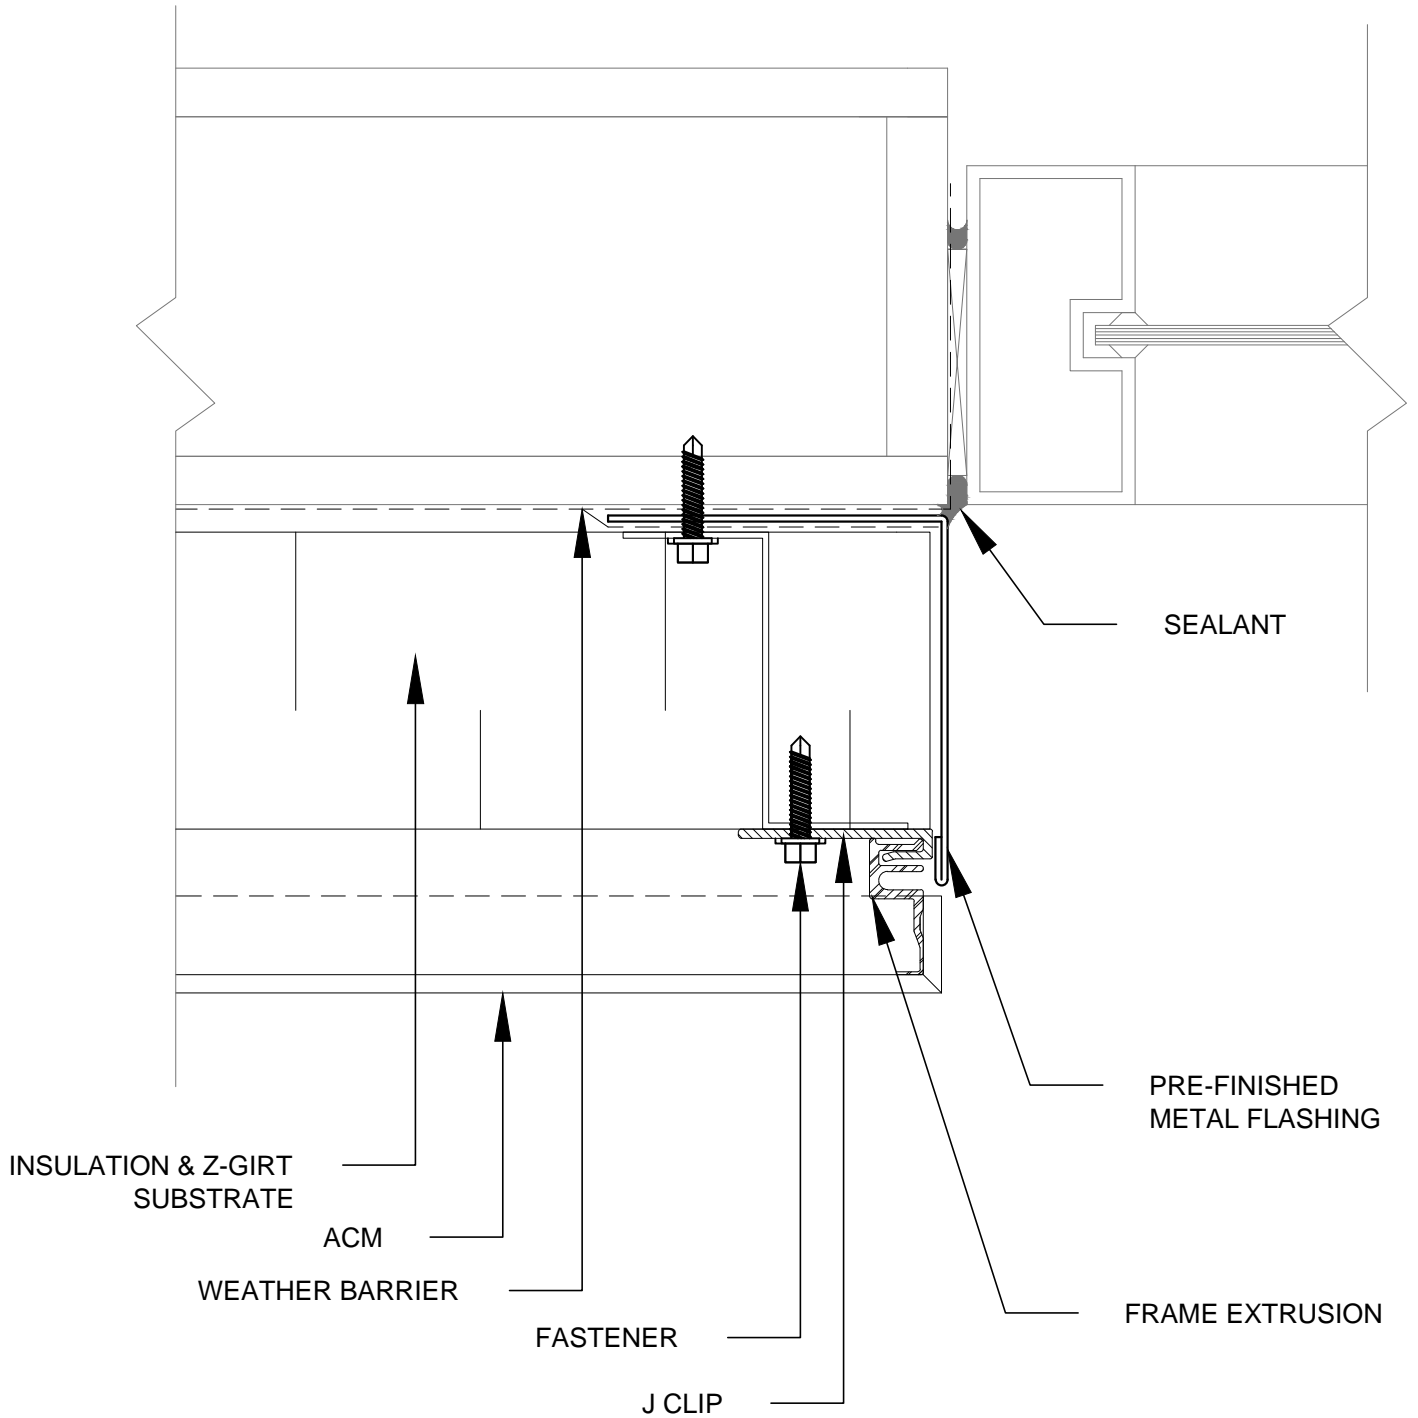 SEALANT
PRE-FINISHED
METAL FLASHING
INSULATION & Z-GIRT
SUBSTRATE
ACM
WEATHER BARRIER
FRAME EXTRUSION
FASTENER
J CLIP